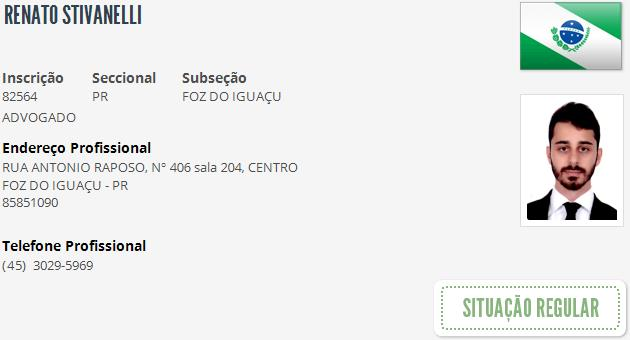 RENATO STIVANELLI
Inscrição Seccional Subseção
82564 PR FOZ DO IGUAÇU
ADVOGADO
Endereço Profissional
RUA ANTONIO RAPOSO, Nº 406 sala 204, CENTRO
FOZ DO IGUAÇU - PR
85851090
Telefone Profissional
(45) 3029-5969
SITUAÇÃO REGULAR